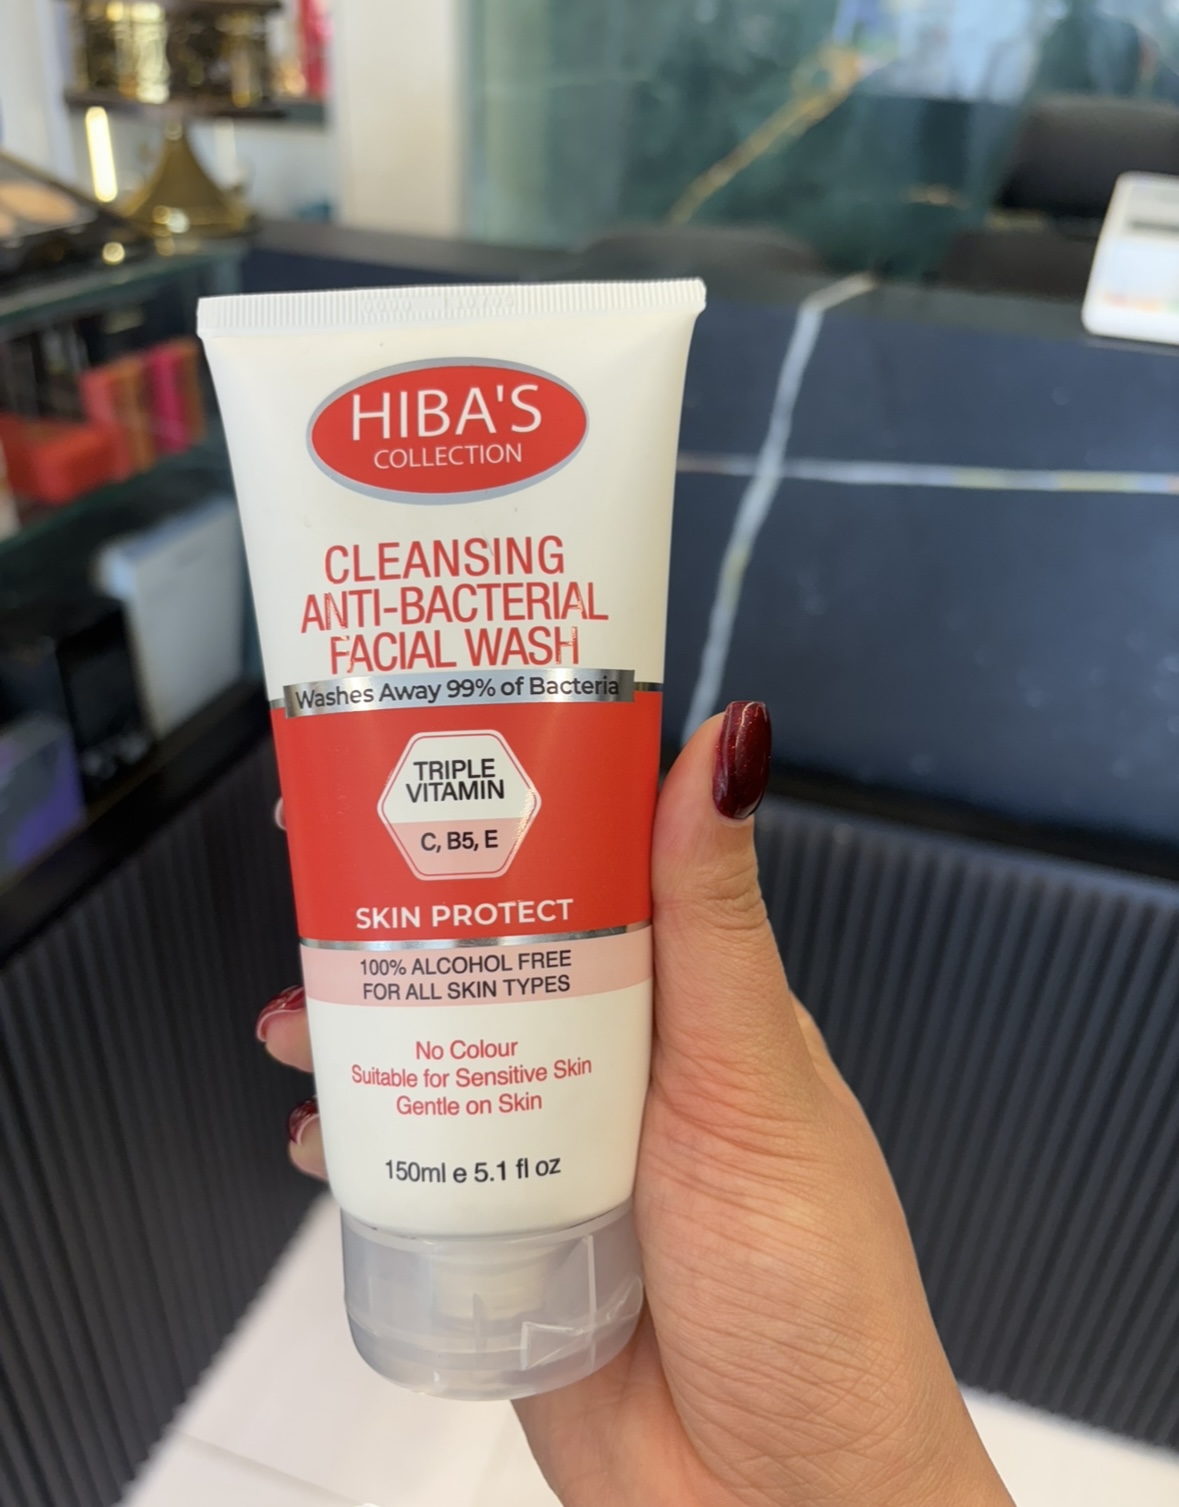 HIBA'S
COLLECTION
CLEANSING
ANTI-BACTERIAL
FACIAL WASH
Washes Away 99% of Bacteria
TRIPLE
VITAMIN
C, B5, E
SKIN PROTECT
100% ALCOHOL FREE
FOR ALL SKIN TYPES
No Colour
Suitable for Sensitive Skin
Gentle on Skin
150ml e 5.1 fl oz